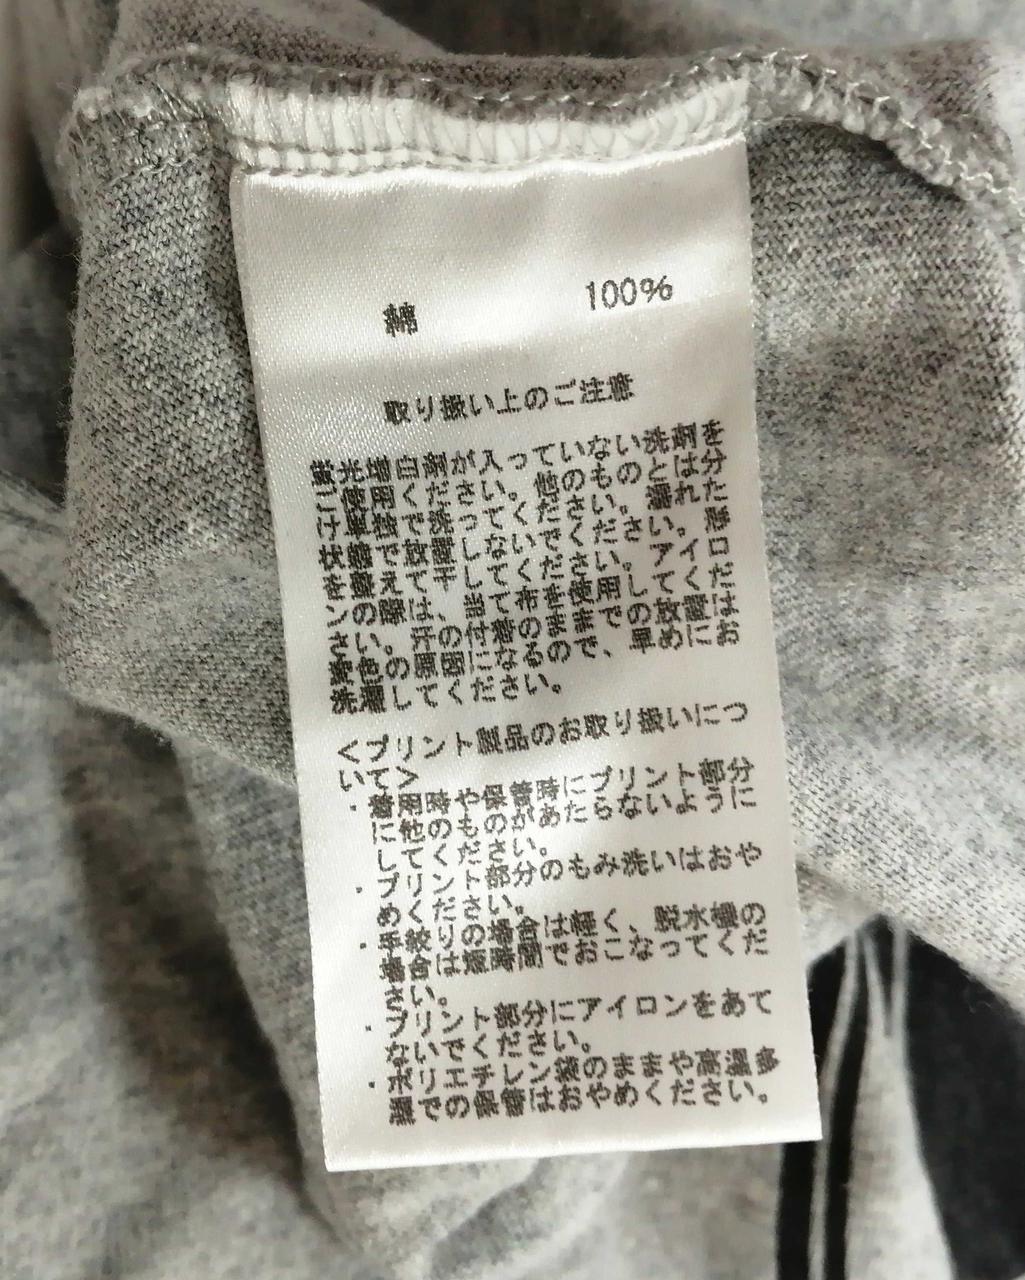 綿 100%
取り扱い上のご注意
蛍光増白剤が入っていない洗剤を
ご使用ください。他のものとは分
け単独で洗ってください。濡れた
状態で放置しないでください。形
を整えて干してください。アイロ
ンの際は、当て布を使用してくだ
さい。汗の付着のままでの放置は
変色の原因になるので、早めにお
洗濯してください。
<プリント製品のお取り扱いにつ
いて>
・着用時や保管時にプリント部分
に他のものがあたらないように
してください。
・プリント部分のもみ洗いはおや
めください。
・手絞りの場合は軽く、脱水機の
場合は短時間でおこなってくだ
さい。
・プリント部分にアイロンをあて
ないでください。
・ポリエチレン袋のままや高温多
湿での保管はおやめください。